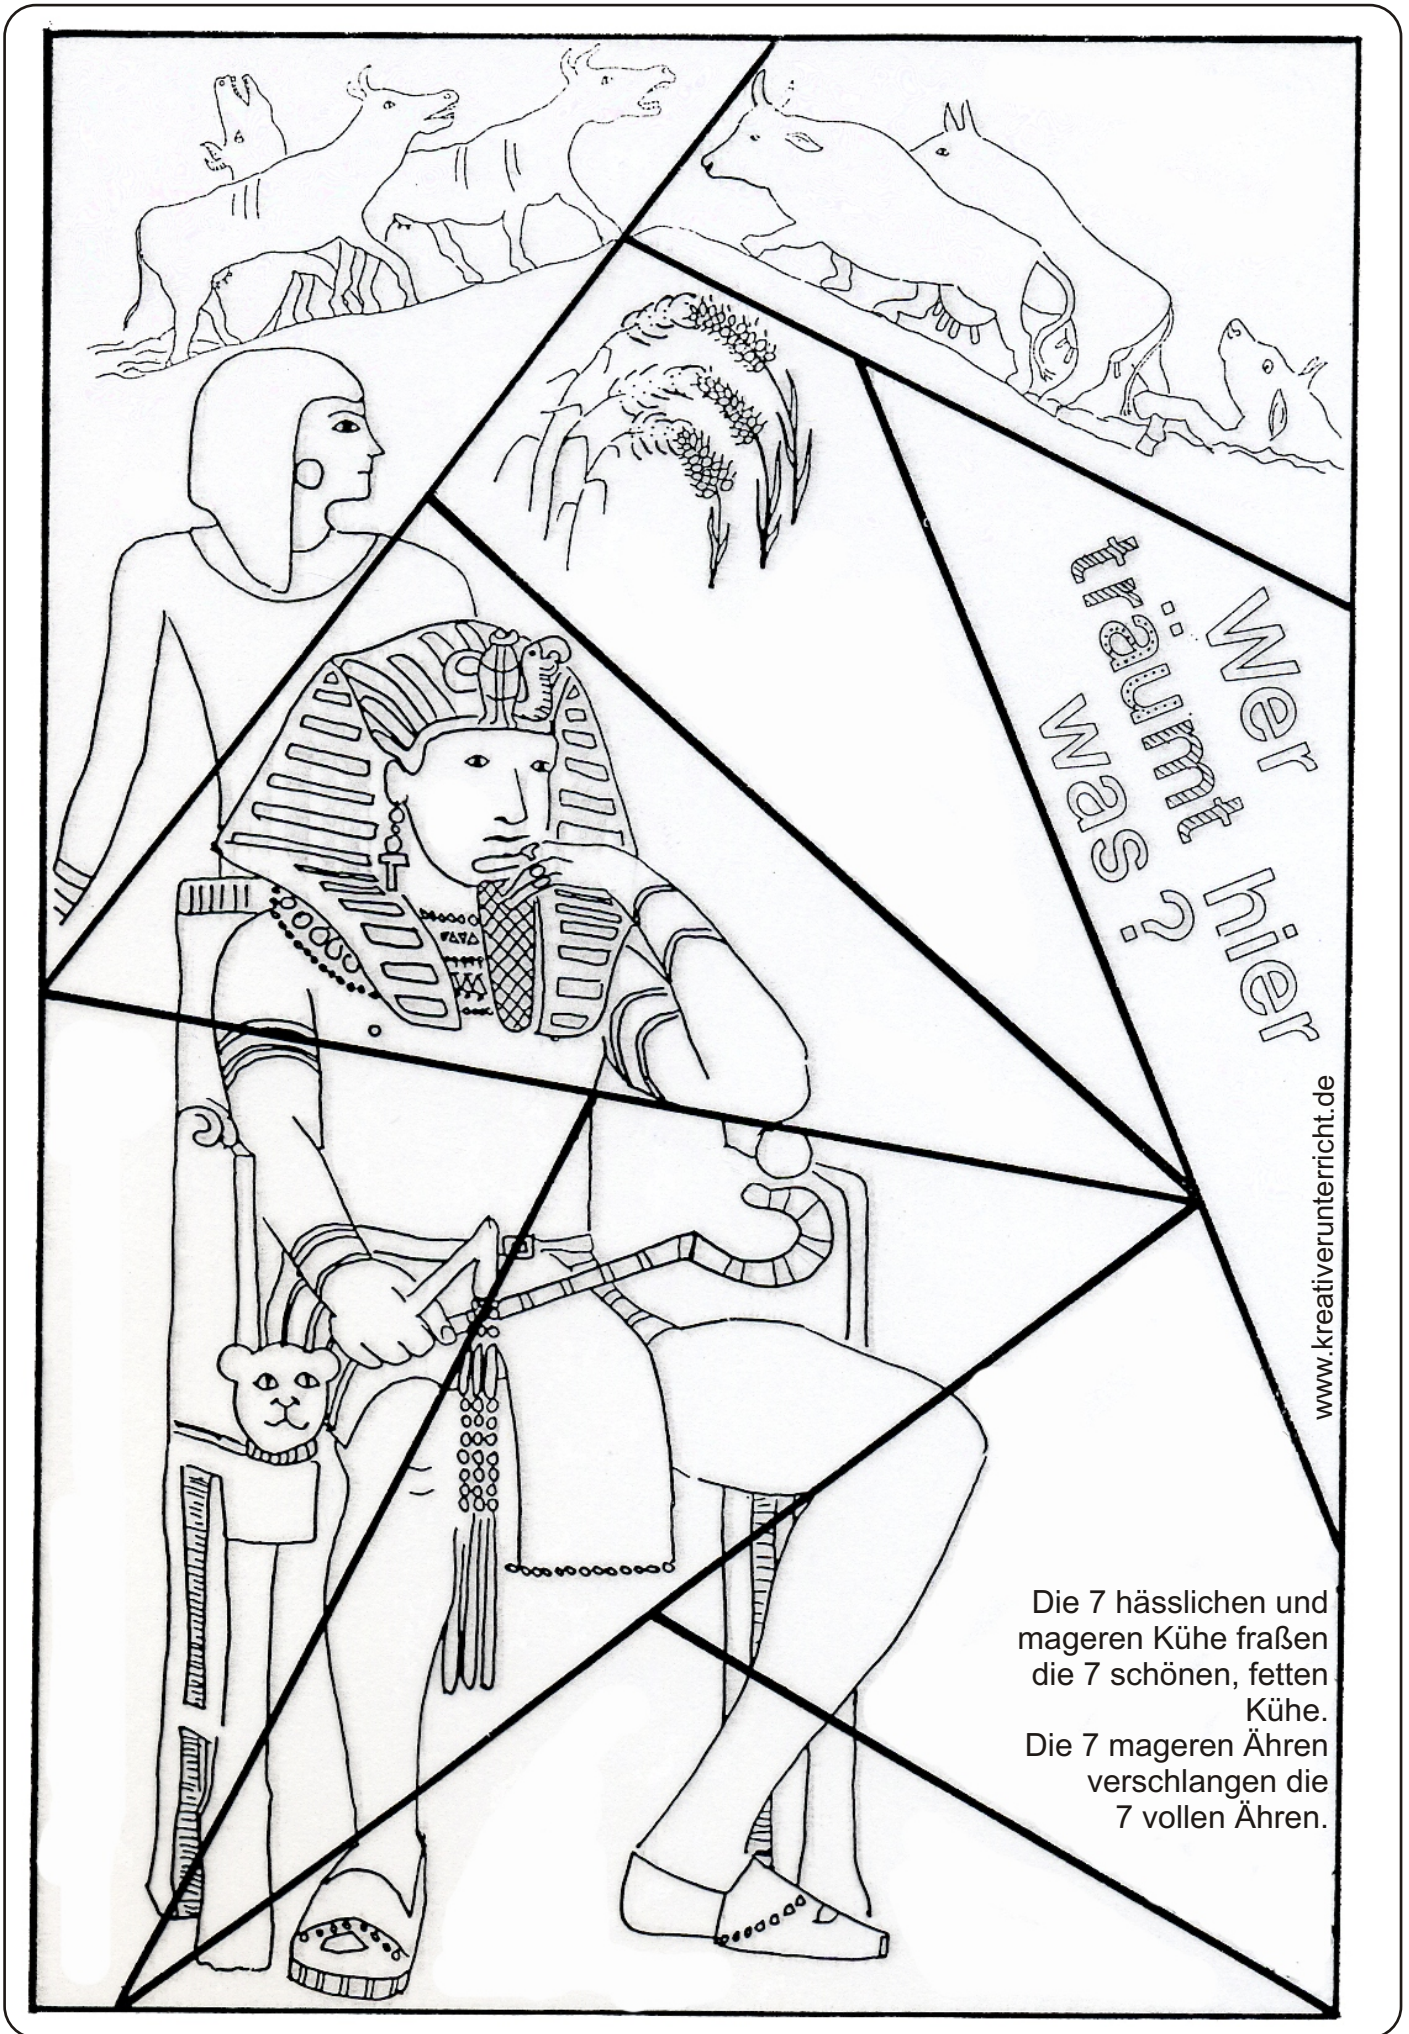 Wer hier
träumt
was?
www.kreativerunterricht.de
Die 7 hässlichen und
mageren Kühe fraßen
die 7 schönen, fetten
Kühe.
Die 7 mageren Ähren
verschlangen die
7 vollen Ähren.